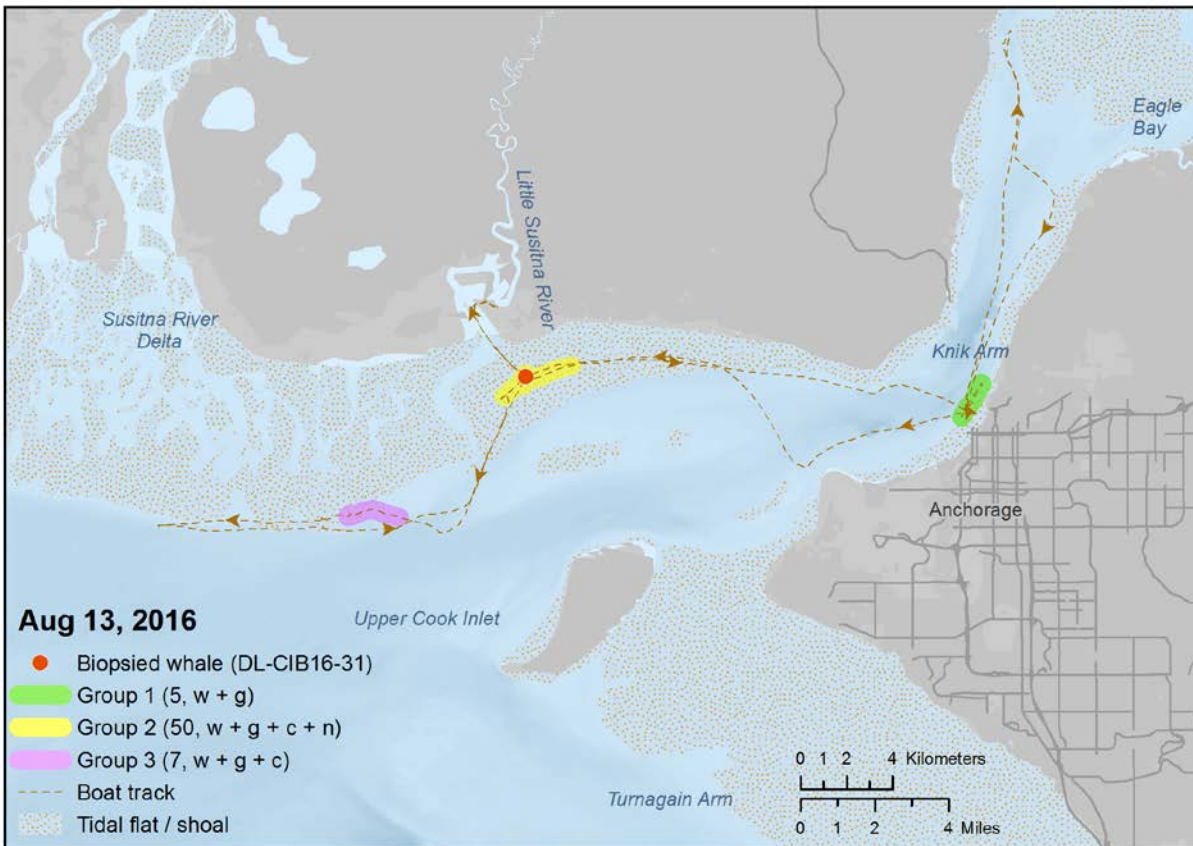 Eagle
Bay
Little Susitna River
Susitna River
Delta
Knik Arm
Anchorage
Upper Cook Inlet
Turnagain Arm
Aug 13, 2016
Biopsied whale (DL-CIB16-31)
Group 1 (5, w + g)
Group 2 (50, w + g + c + n)
Group 3 (7, w + g + c)
Boat track
Tidal flat / shoal
0 1 2 4 Kilometers
0 1 2 4 Miles